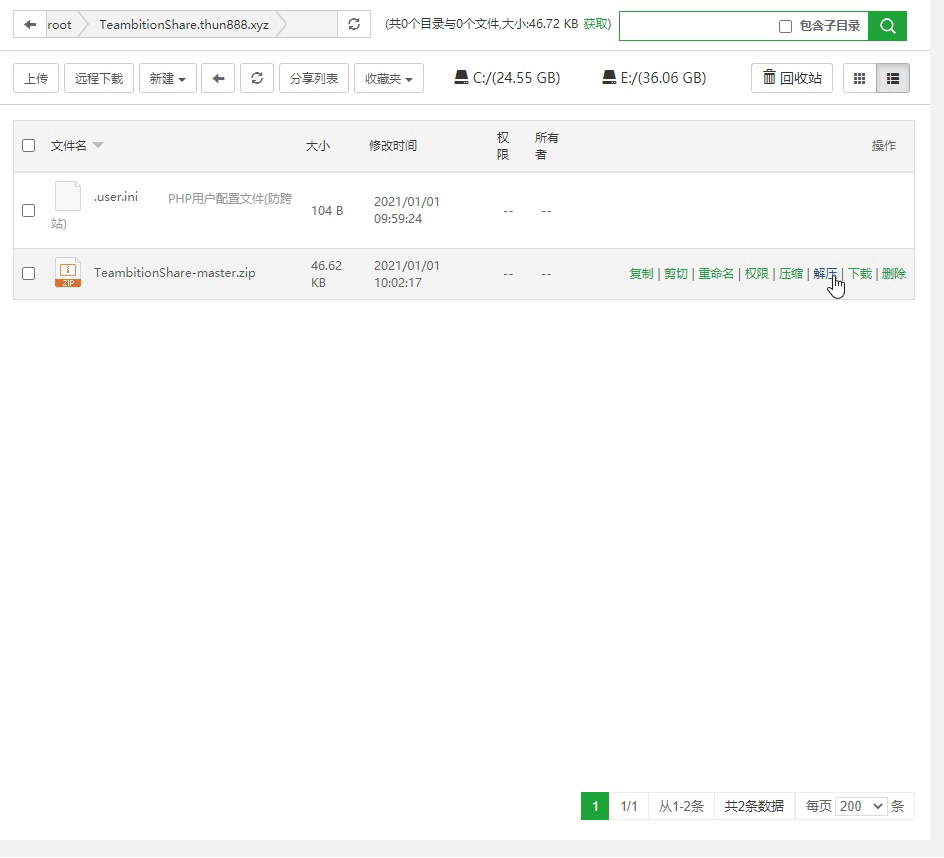 root TeambitionShare.thun888.xyz (共0个目录与0个文件,大小:46.72 KB 获取) 包含子目录
上传 远程下载 新建 分享列表 收藏夹 C:/(24.55 GB) E:/(36.06 GB) 回收站
文件名 大小 修改时间 权限 所有者 操作
.user.ini PHP用户配置文件(防跨站) 104 B 2021/01/01 09:59:24 -- --
ZIP TeambitionShare-master.zip 46.62 KB 2021/01/01 10:02:17 -- -- 复制 | 剪切 | 重命名 | 权限 | 压缩 | 解压 | 下载 | 删除
1 1/1 从1-2条 共2条数据 每页 200 条